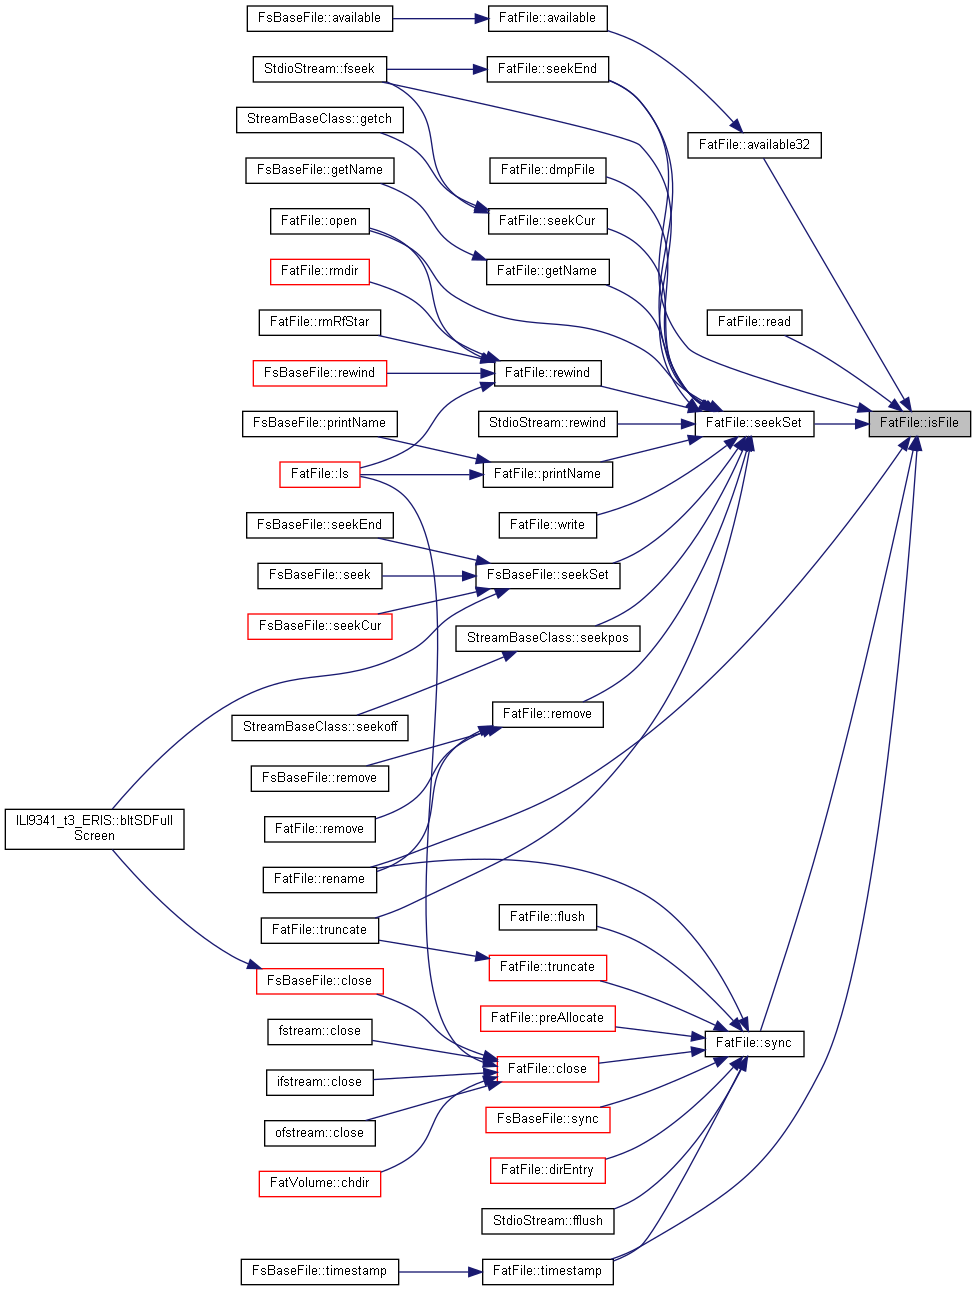 FsBaseFile::available
FatFile::available
StdioStream::fseek
FatFile::seekEnd
StreamBaseClass::getch
FatFile::available32
FsBaseFile::getName
FatFile::dmpFile
FatFile::open
FatFile::seekCur
FatFile::rmdir
FatFile::getName
FatFile::rmRfStar
FatFile::read
FsBaseFile::rewind
FatFile::rewind
FsBaseFile::printName
StdioStream::rewind
FatFile::seekSet
FatFile::isFile
FatFile::ls
FatFile::printName
FsBaseFile::seekEnd
FatFile::write
FsBaseFile::seek
FsBaseFile::seekSet
FsBaseFile::seekCur
StreamBaseClass::seekpos
StreamBaseClass::seekoff
FatFile::remove
FsBaseFile::remove
ILI9341_t3_ERIS::bltSDFull
Screen
FatFile::remove
FatFile::rename
FatFile::truncate
FatFile::flush
FsBaseFile::close
FatFile::truncate
fstream::close
FatFile::preAllocate
FatFile::sync
ifstream::close
FatFile::close
ofstream::close
FsBaseFile::sync
FatVolume::chdir
FatFile::dirEntry
StdioStream::fflush
FsBaseFile::timestamp
FatFile::timestamp